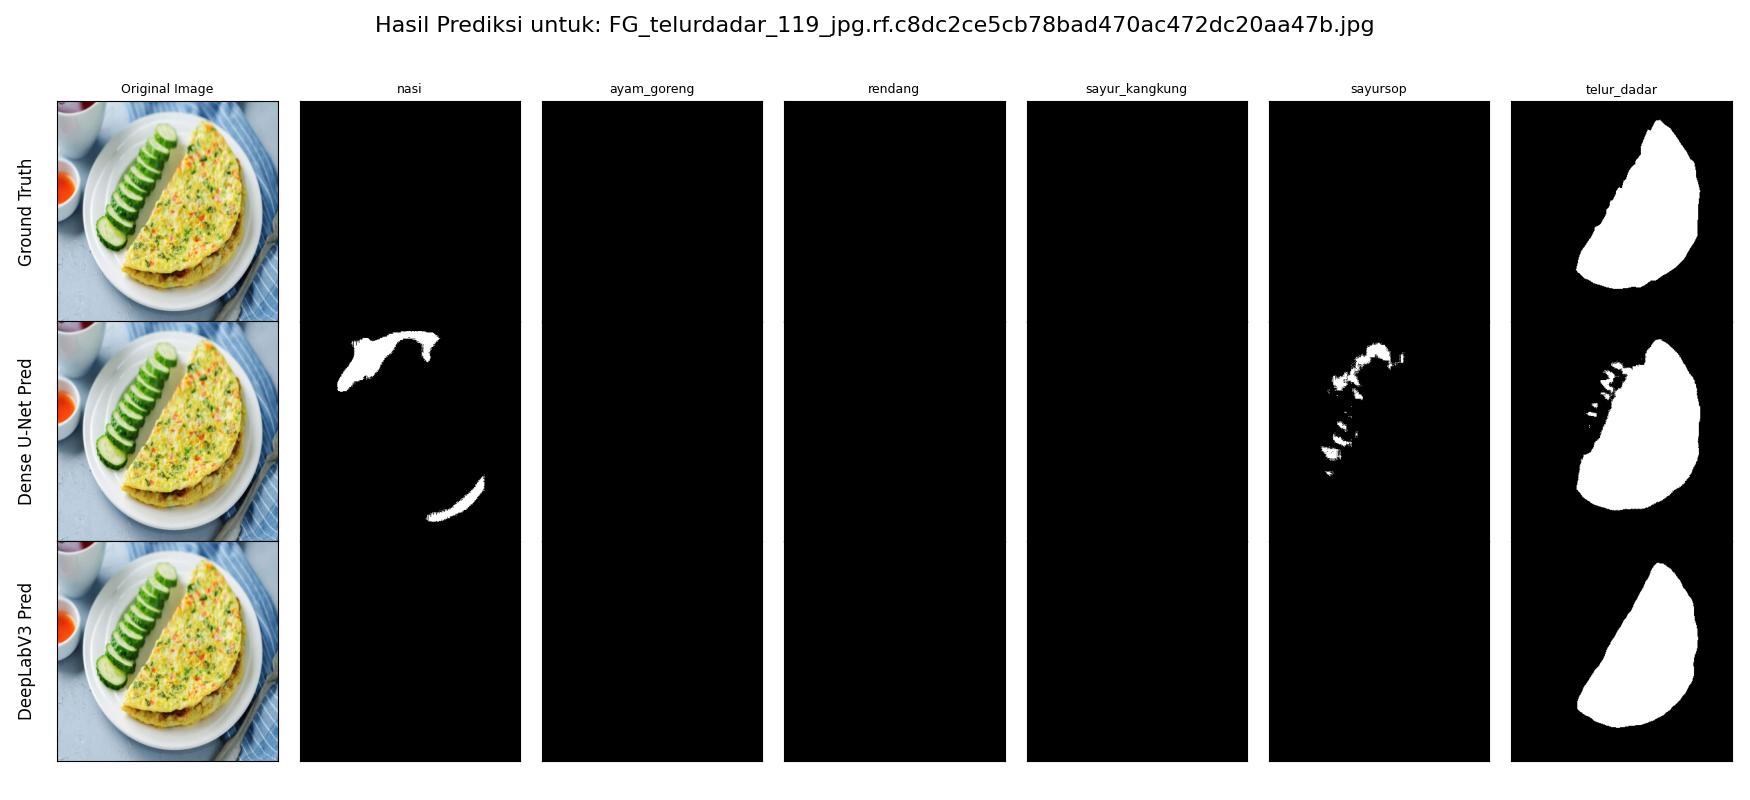 Hasil Prediksi untuk: FG_telurdadar_119_jpg.rf.c8dc2ce5cb78bad470ac472dc20aa47b.jpg
Original Image nasi ayam_goreng rendang sayur_kangkung sayursop telur_dadar
Ground Truth
Dense U-Net Pred
DeepLabV3 Pred